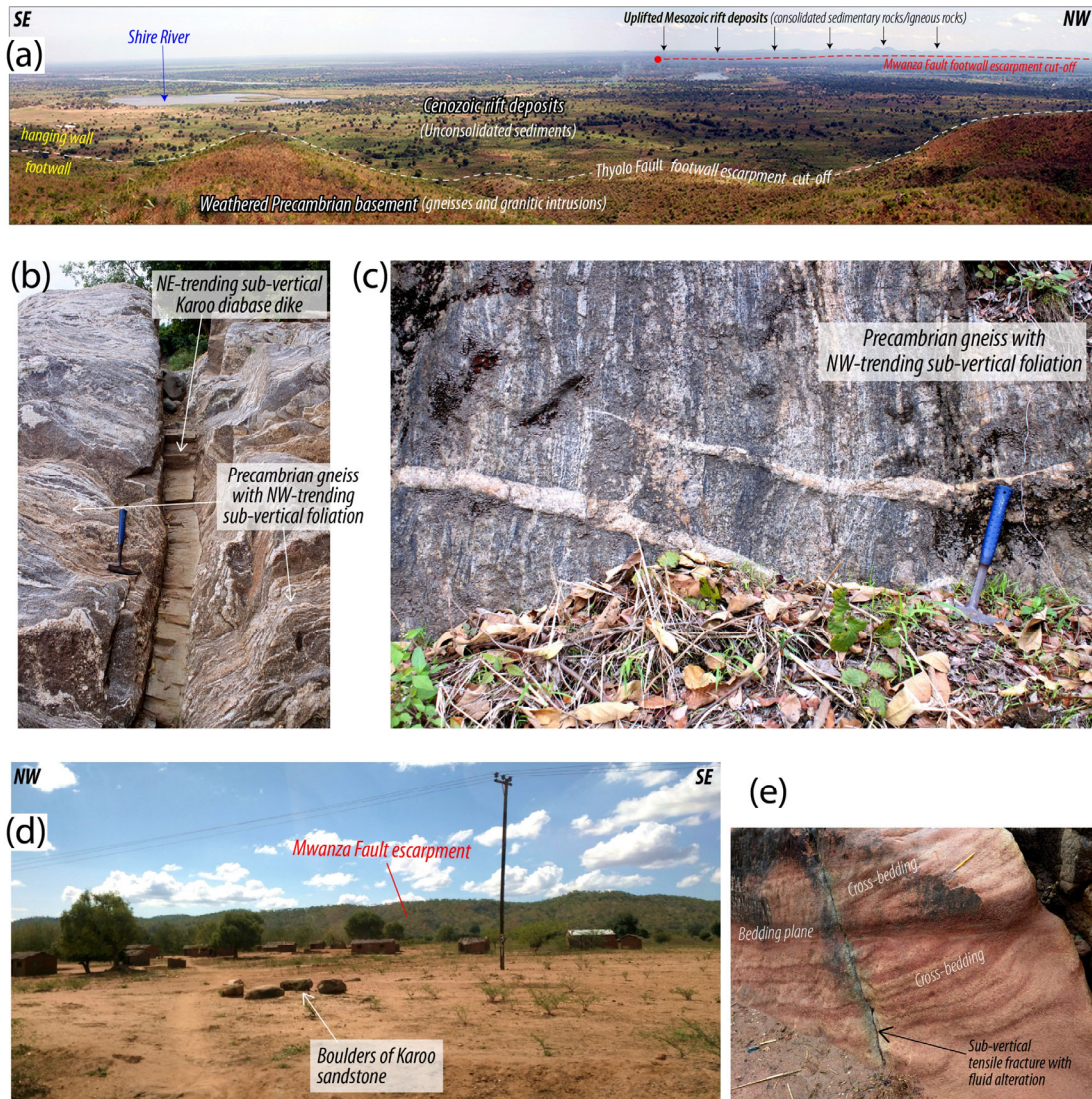 (a)
SE
NW
Shire River
Uplifted Mesozoic rift deposits (consolidated sedimentary rocks/igneous rocks)
Mwanza Fault footwall escarpment cut-off
Cenozoic rift deposits
(Unconsolidated sediments)
hanging wall
footwall
Thyolo Fault footwall escarpment cut-off
Weathered Precambrian basement (gneisses and granitic intrusions)
(b)
NE-trending sub-vertical
Karoo diabase dike
Precambrian gneiss
with NW-trending
sub-vertical foliation
(c)
Precambrian gneiss with
NW-trending sub-vertical foliation
(d)
NW
SE
Mwanza Fault escarpment
Boulders of Karoo
sandstone
(e)
Cross-bedding
Bedding plane
Cross-bedding
Sub-vertical
tensile fracture with
fluid alteration